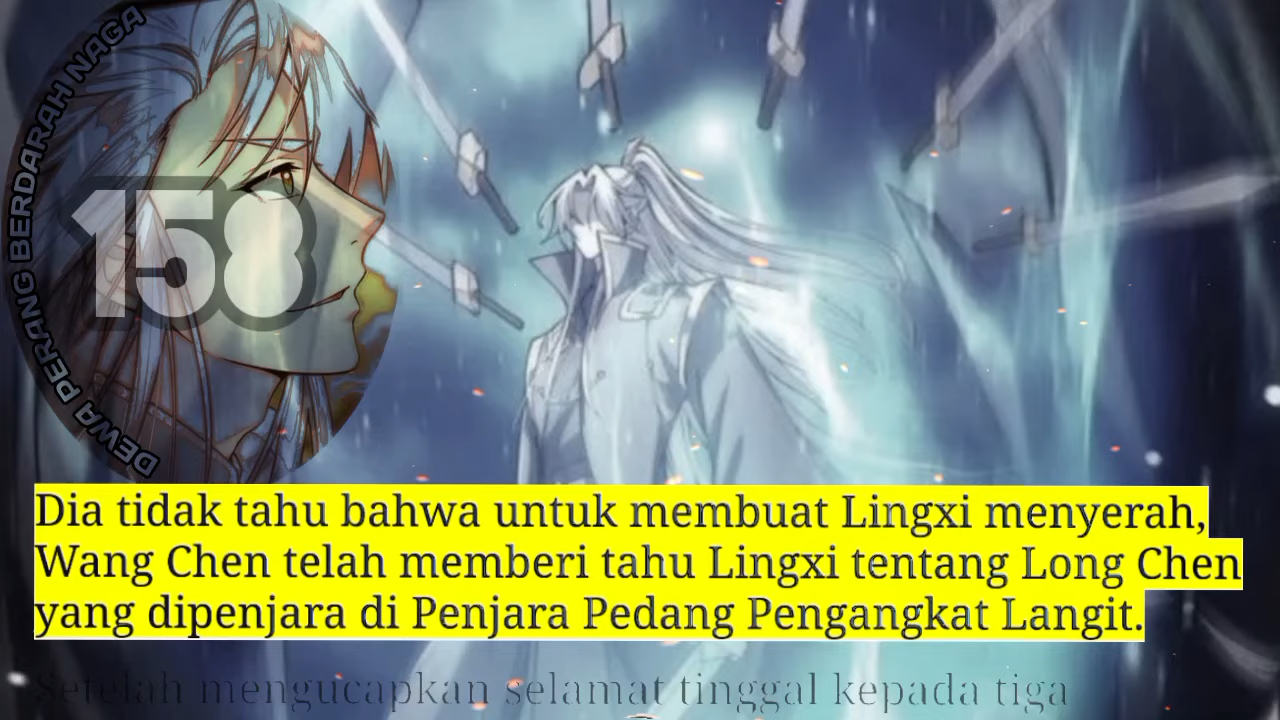 DEWA PERANG BERDARAH NAGA
158
Dia tidak tahu bahwa untuk membuat Lingxi menyerah,
Wang Chen telah memberi tahu Lingxi tentang Long Chen
yang dipenjara di Penjara Pedang Pengangkat Langit.
Setelah mengucapkan selamat tinggal kepada tiga